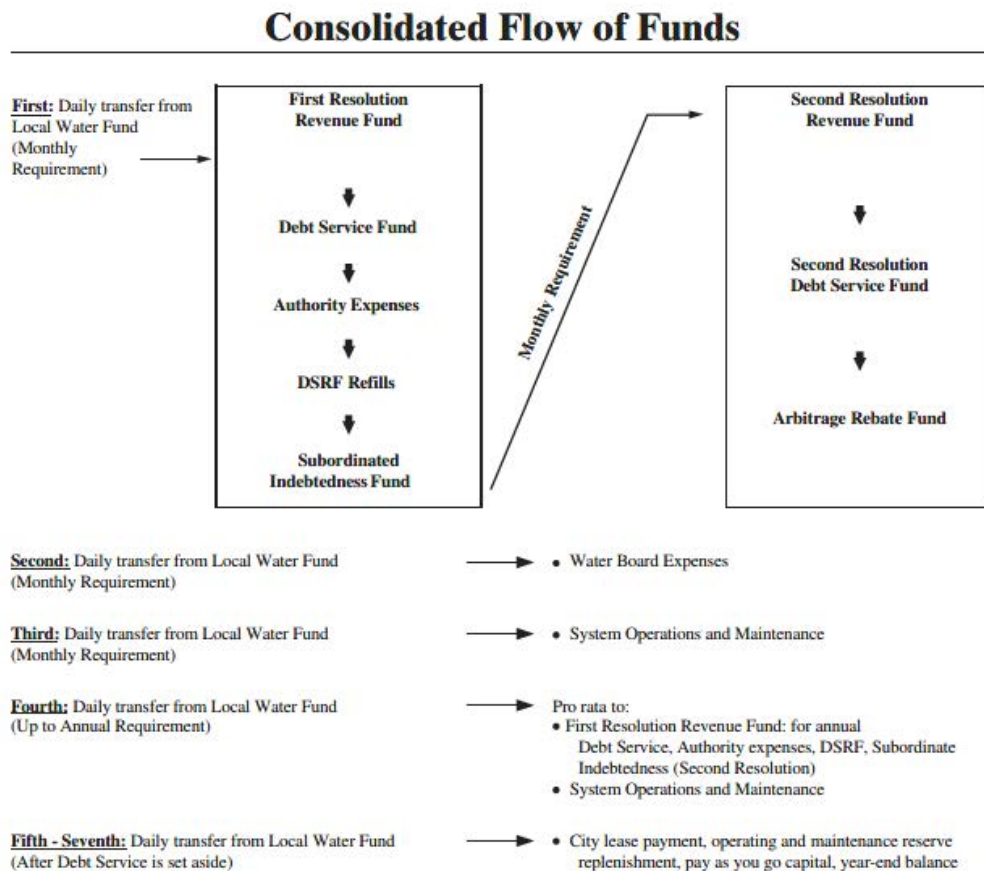 Consolidated Flow of Funds
First: Daily transfer from
Local Water Fund
(Monthly
Requirement)
First Resolution
Revenue Fund
Debt Service Fund
Authority Expenses
DSRF Refills
Subordinated
Indebtedness Fund
Monthly Requirement
Second Resolution
Revenue Fund
Second Resolution
Debt Service Fund
Arbitrage Rebate Fund
Second: Daily transfer from Local Water Fund
(Monthly Requirement)
• Water Board Expenses
Third: Daily transfer from Local Water Fund
(Monthly Requirement)
• System Operations and Maintenance
Fourth: Daily transfer from Local Water Fund
(Up to Annual Requirement)
Pro rata to:
• First Resolution Revenue Fund: for annual
Debt Service, Authority expenses, DSRF, Subordinate
Indebtedness (Second Resolution)
• System Operations and Maintenance
Fifth - Seventh: Daily transfer from Local Water Fund
(After Debt Service is set aside)
• City lease payment, operating and maintenance reserve
replenishment, pay as you go capital, year-end balance